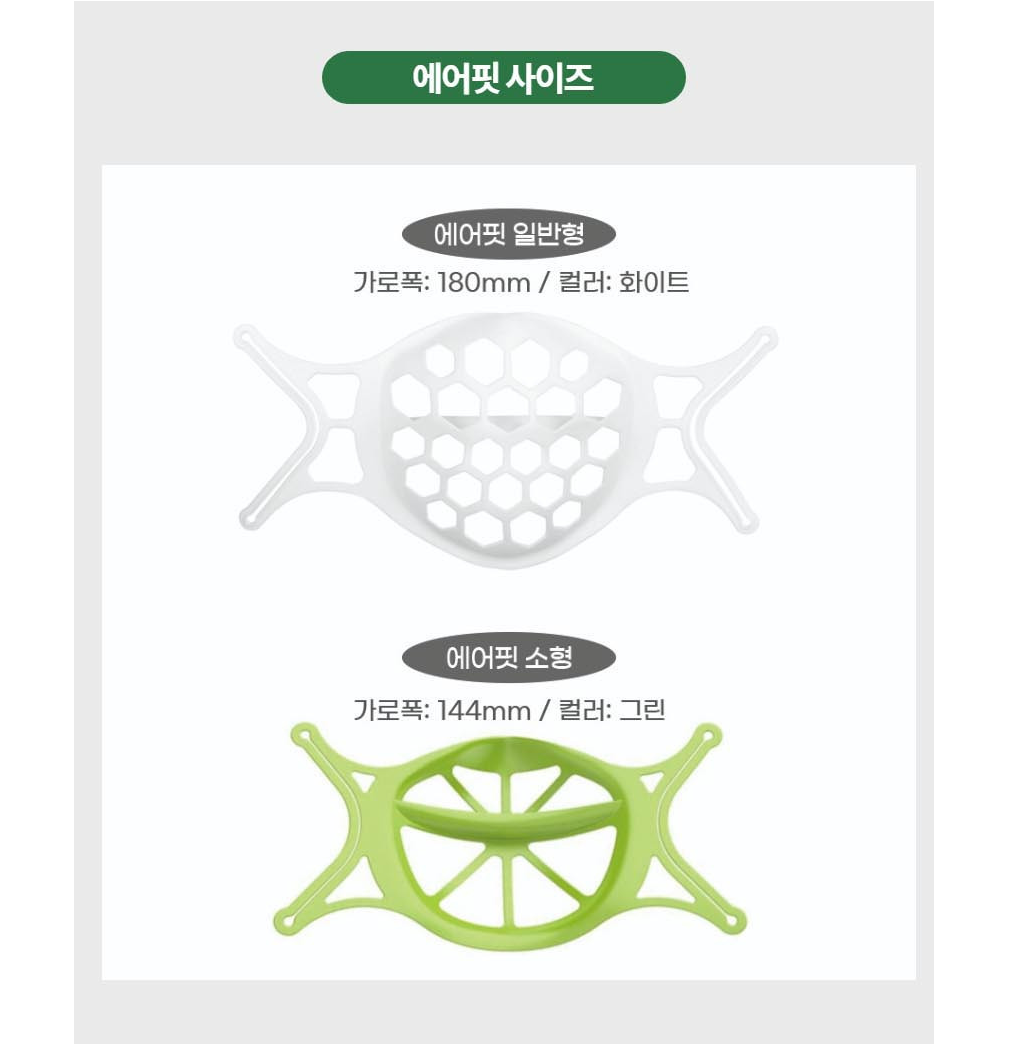 에어핏 사이즈
에어핏 일반형
가로폭: 180mm / 컬러: 화이트
에어핏 소형
가로폭: 144mm / 컬러: 그린